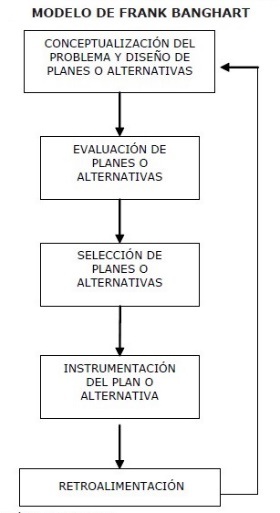 MODELO DE FRANK BANGHART
CONCEPTUALIZACIÓN DEL
PROBLEMA Y DISEÑO DE
PLANES O ALTERNATIVAS
EVALUACIÓN DE
PLANES O
ALTERNATIVAS
SELECCIÓN DE
PLANES O
ALTERNATIVAS
INSTRUMENTACIÓN
DEL PLAN O
ALTERNATIVA
RETROALIMENTACIÓN